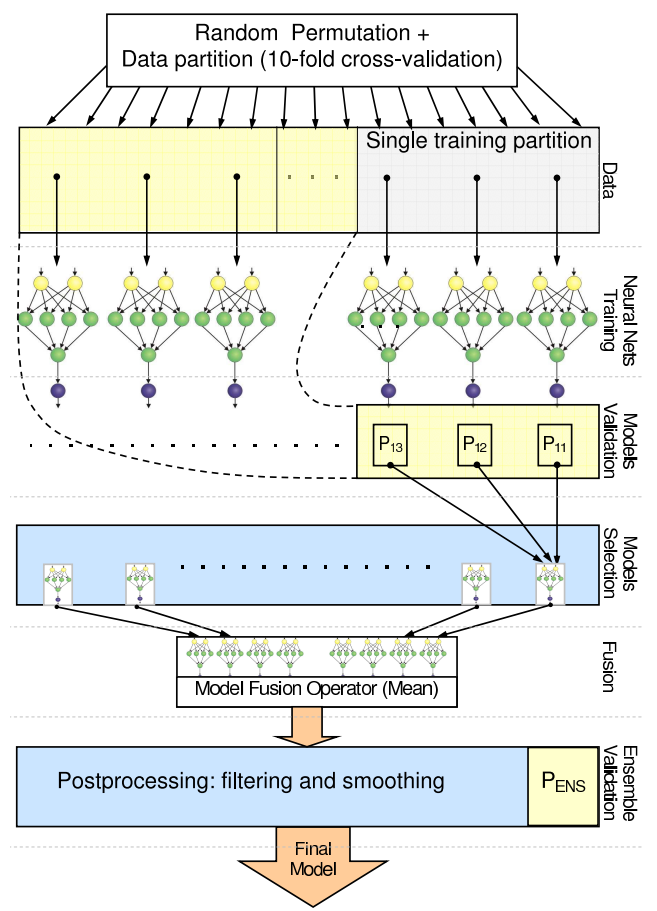 Random Permutation +
Data partition (10-fold cross-validation)
Single training partition
Data
Neural Nets
Training
Models
Validation
P13
P12
P11
Models
Selection
Fusion
Model Fusion Operator (Mean)
Ensemble
Validation
Postprocessing: filtering and smoothing
PENS
Final
Model